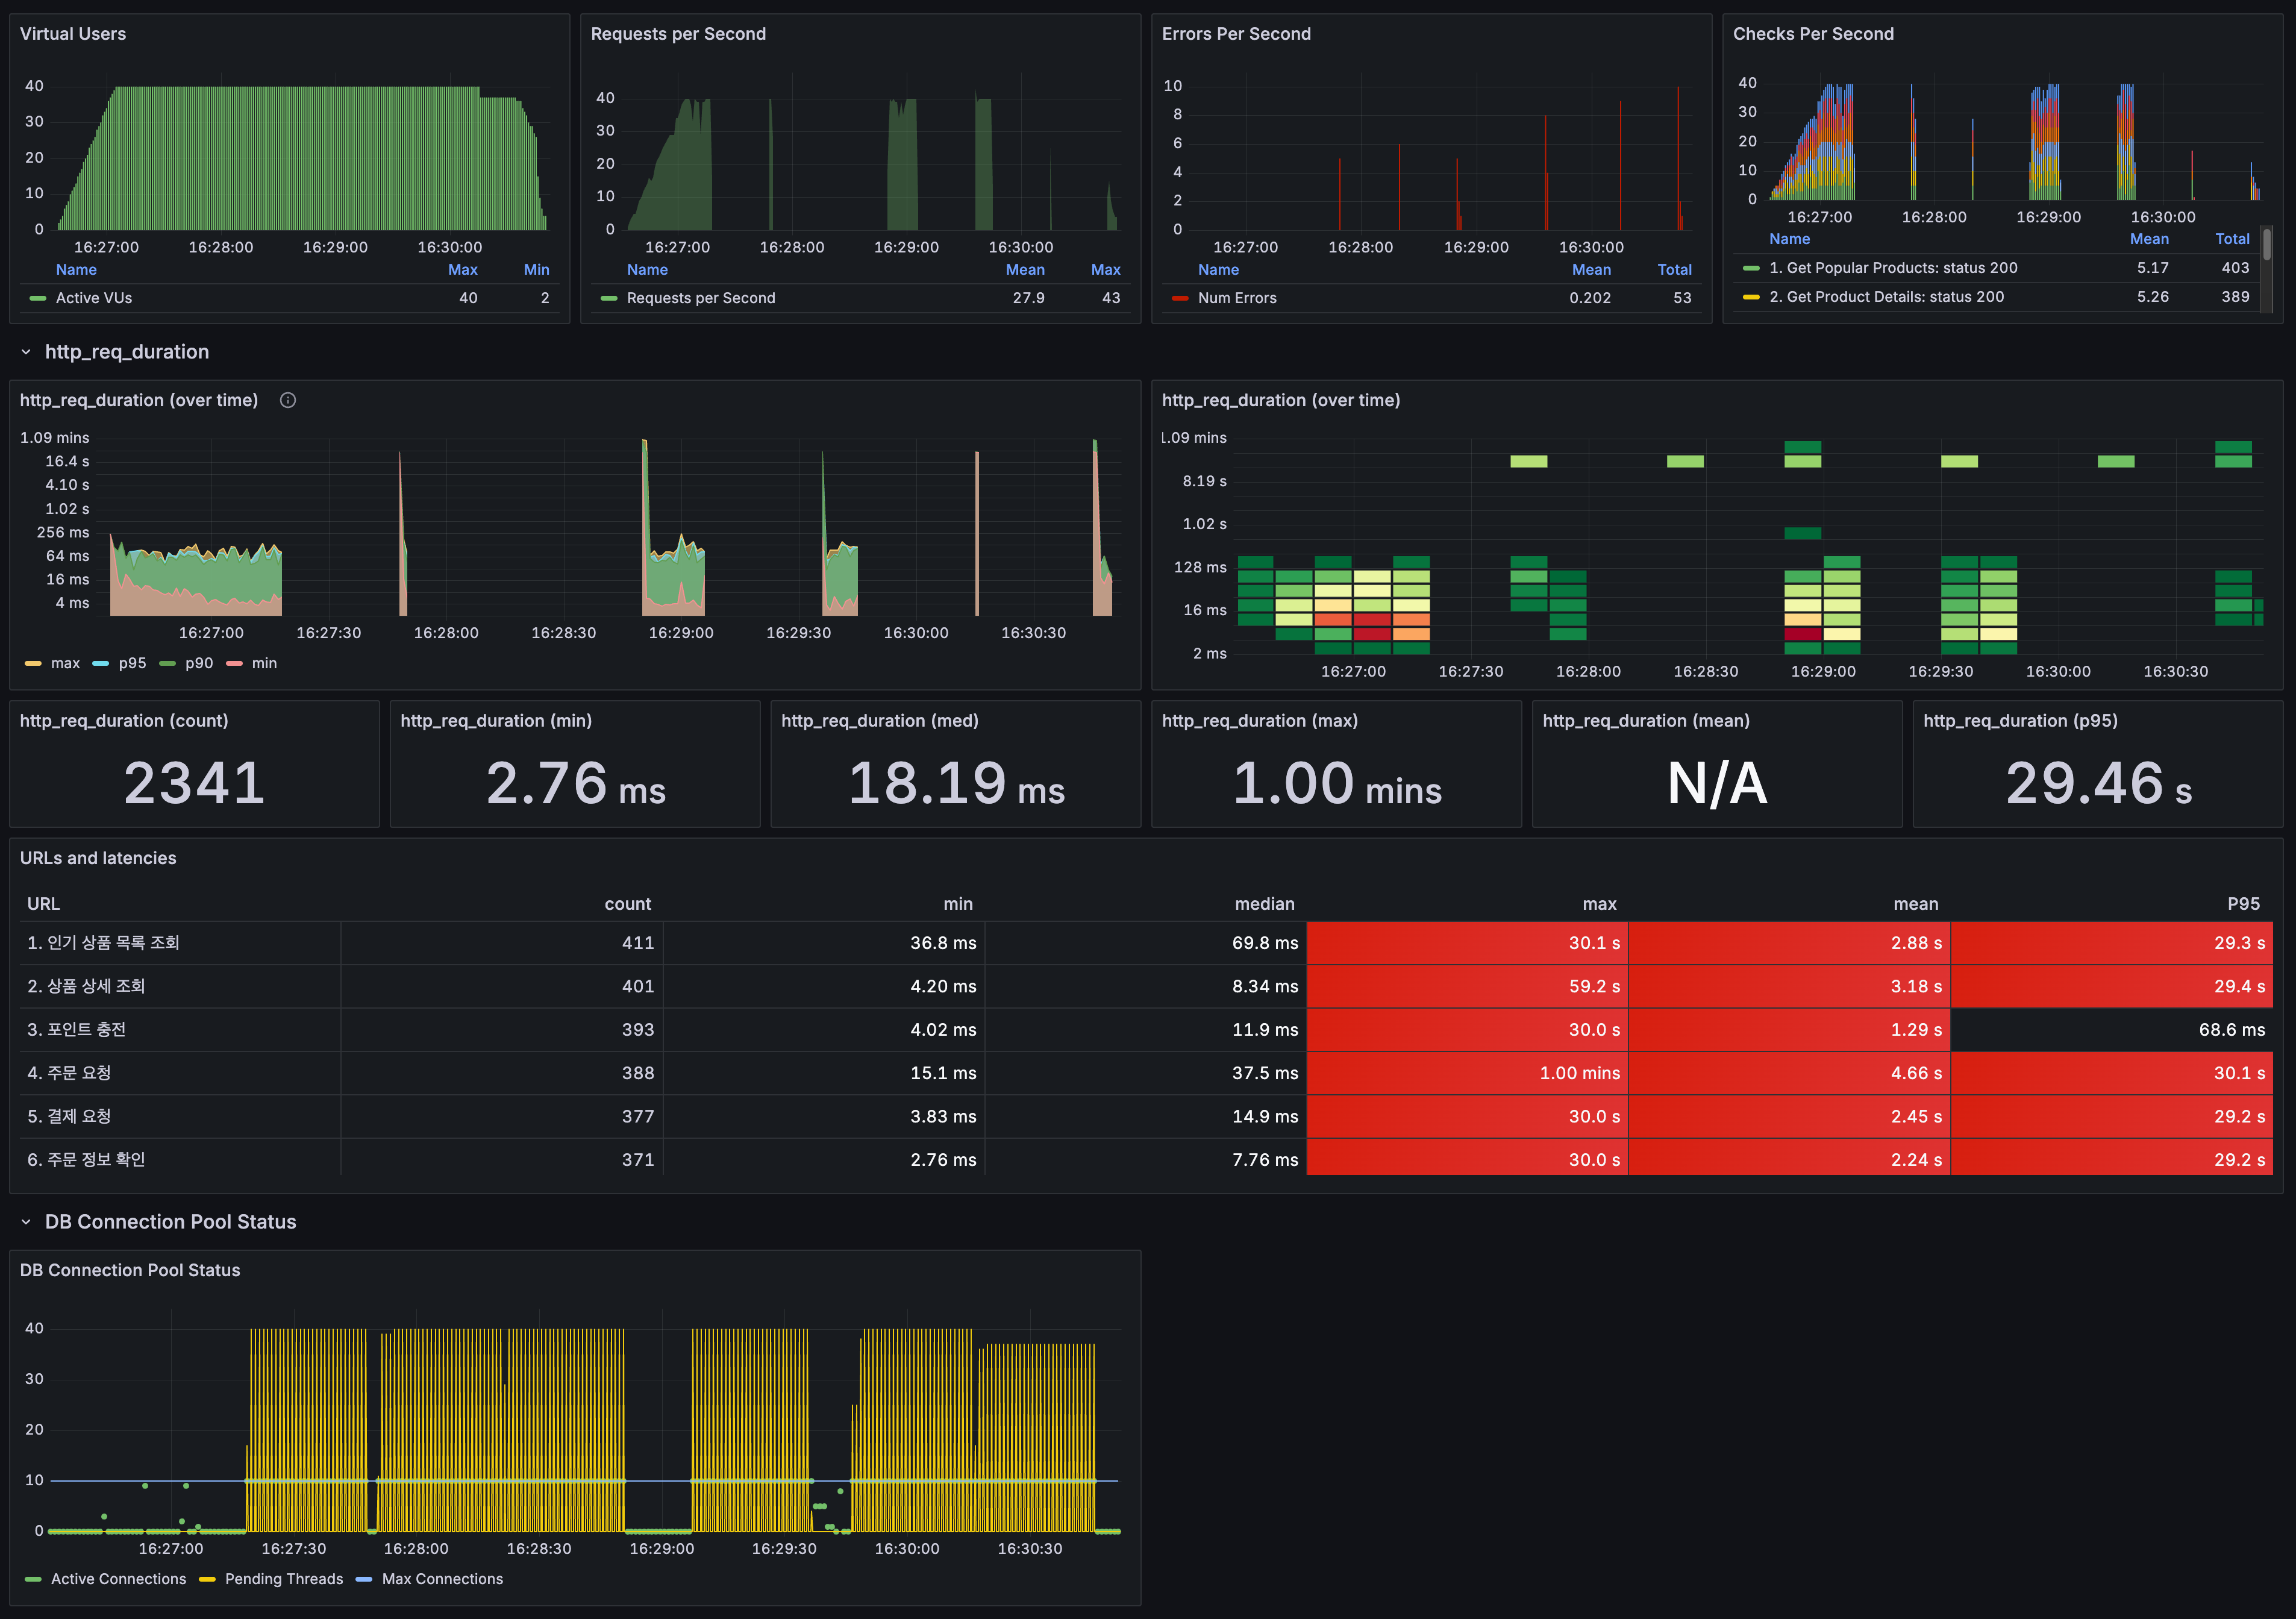 Virtual Users
40
30
20
10
0
16:27:00 16:28:00 16:29:00 16:30:00
Name Max Min
Active VUs 40 2
Requests per Second
40
30
20
10
0
16:27:00 16:28:00 16:29:00 16:30:00
Name Mean Max
Requests per Second 27.9 43
Errors Per Second
10
8
6
4
2
0
16:27:00 16:28:00 16:29:00 16:30:00
Name Mean Total
Num Errors 0.202 53
Checks Per Second
40
30
20
10
0
16:27:00 16:28:00 16:29:00 16:30:00
Name Mean Total
1. Get Popular Products: status 200 5.17 403
2. Get Product Details: status 200 5.26 389
http_req_duration
http_req_duration (over time)
1.09 mins
16.4 s
4.10 s
1.02 s
256 ms
64 ms
16 ms
4 ms
16:27:00 16:27:30 16:28:00 16:28:30 16:29:00 16:29:30 16:30:00 16:30:30
max p95 p90 min
http_req_duration (over time)
1.09 mins
8.19 s
1.02 s
128 ms
16 ms
2 ms
16:27:00 16:27:30 16:28:00 16:28:30 16:29:00 16:29:30 16:30:00 16:30:30
http_req_duration (count)
2341
http_req_duration (min)
2.76 ms
http_req_duration (med)
18.19 ms
http_req_duration (max)
1.00 mins
http_req_duration (mean)
N/A
http_req_duration (p95)
29.46 s
URLs and latencies
URL count min median max mean P95
1. 인기 상품 목록 조회 411 36.8 ms 69.8 ms 30.1 s 2.88 s 29.3 s
2. 상품 상세 조회 401 4.20 ms 8.34 ms 59.2 s 3.18 s 29.4 s
3. 포인트 충전 393 4.02 ms 11.9 ms 30.0 s 1.29 s 68.6 ms
4. 주문 요청 388 15.1 ms 37.5 ms 1.00 mins 4.66 s 30.1 s
5. 결제 요청 377 3.83 ms 14.9 ms 30.0 s 2.45 s 29.2 s
6. 주문 정보 확인 371 2.76 ms 7.76 ms 30.0 s 2.24 s 29.2 s
DB Connection Pool Status
DB Connection Pool Status
40
30
20
10
0
16:27:00 16:27:30 16:28:00 16:28:30 16:29:00 16:29:30 16:30:00 16:30:30
Active Connections Pending Threads Max Connections